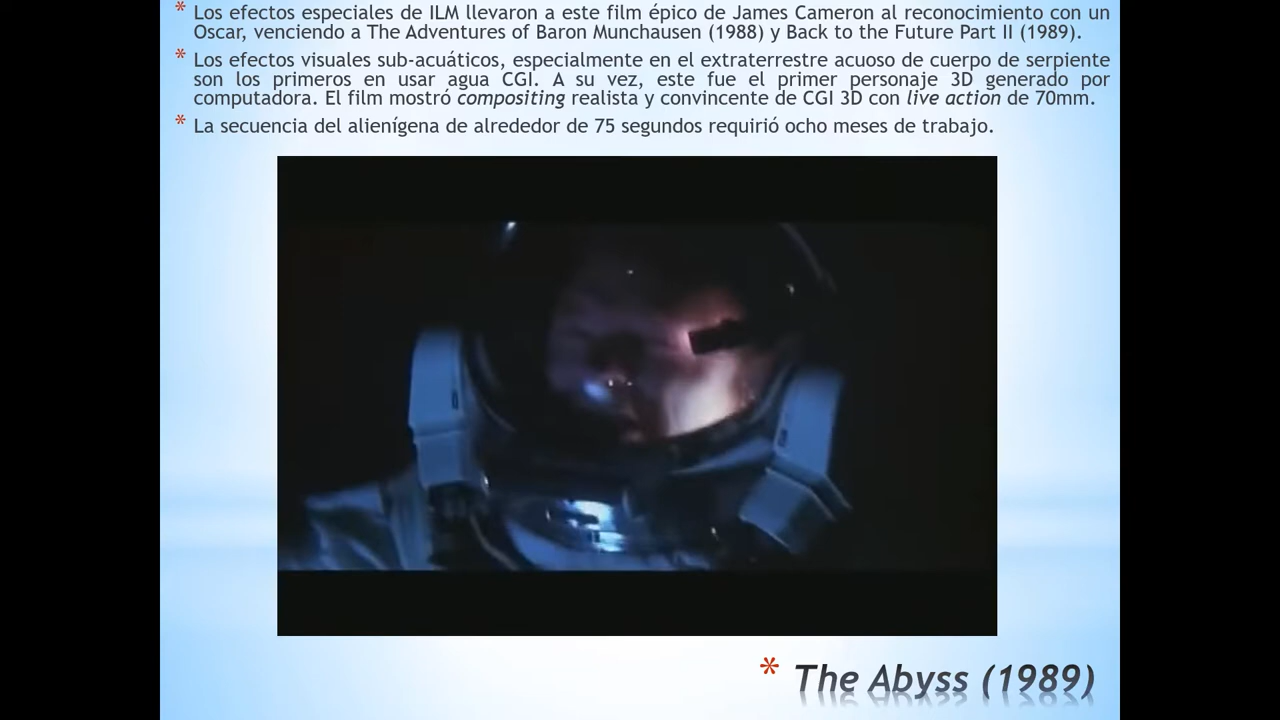 * Los efectos especiales de ILM llevaron a este film épico de James Cameron al reconocimiento con un
Oscar, venciendo a The Adventures of Baron Munchausen (1988) y Back to the Future Part II (1989).
* Los efectos visuales sub-acuáticos, especialmente en el extraterrestre acuoso de cuerpo de serpiente
son los primeros en usar agua CGI. A su vez, este fue el primer personaje 3D generado por
computadora. El film mostró compositing realista y convincente de CGI 3D con live action de 70mm.
* La secuencia del alienígena de alrededor de 75 segundos requirió ocho meses de trabajo.
* The Abyss (1989)